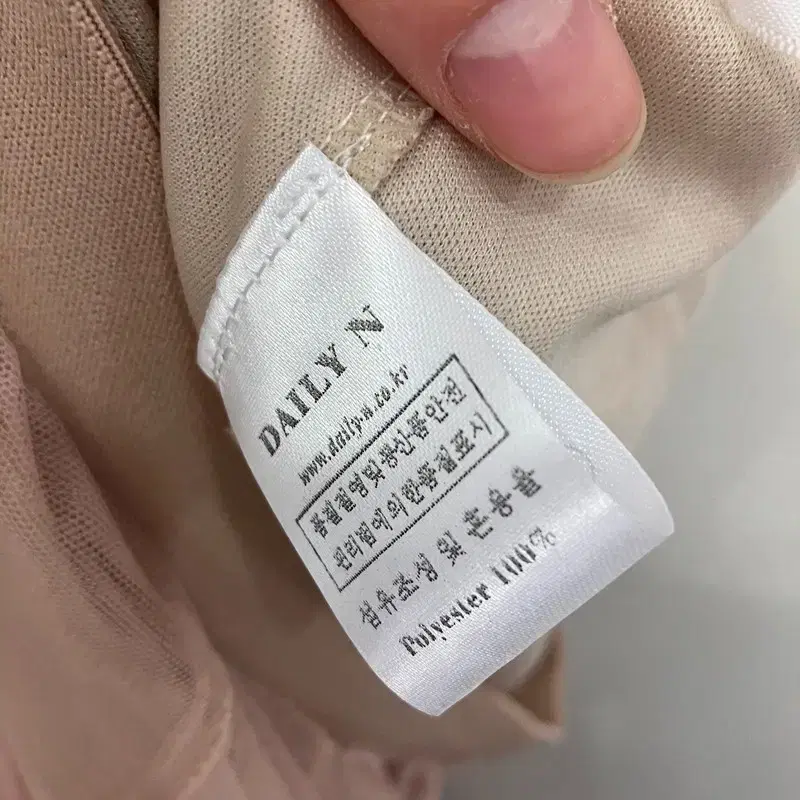 DAILY N
www.daily-n.co.kr
품질경영및공산품안전
관리법에의한품질표시
섬유조성 및 혼용율
Polyester 100%